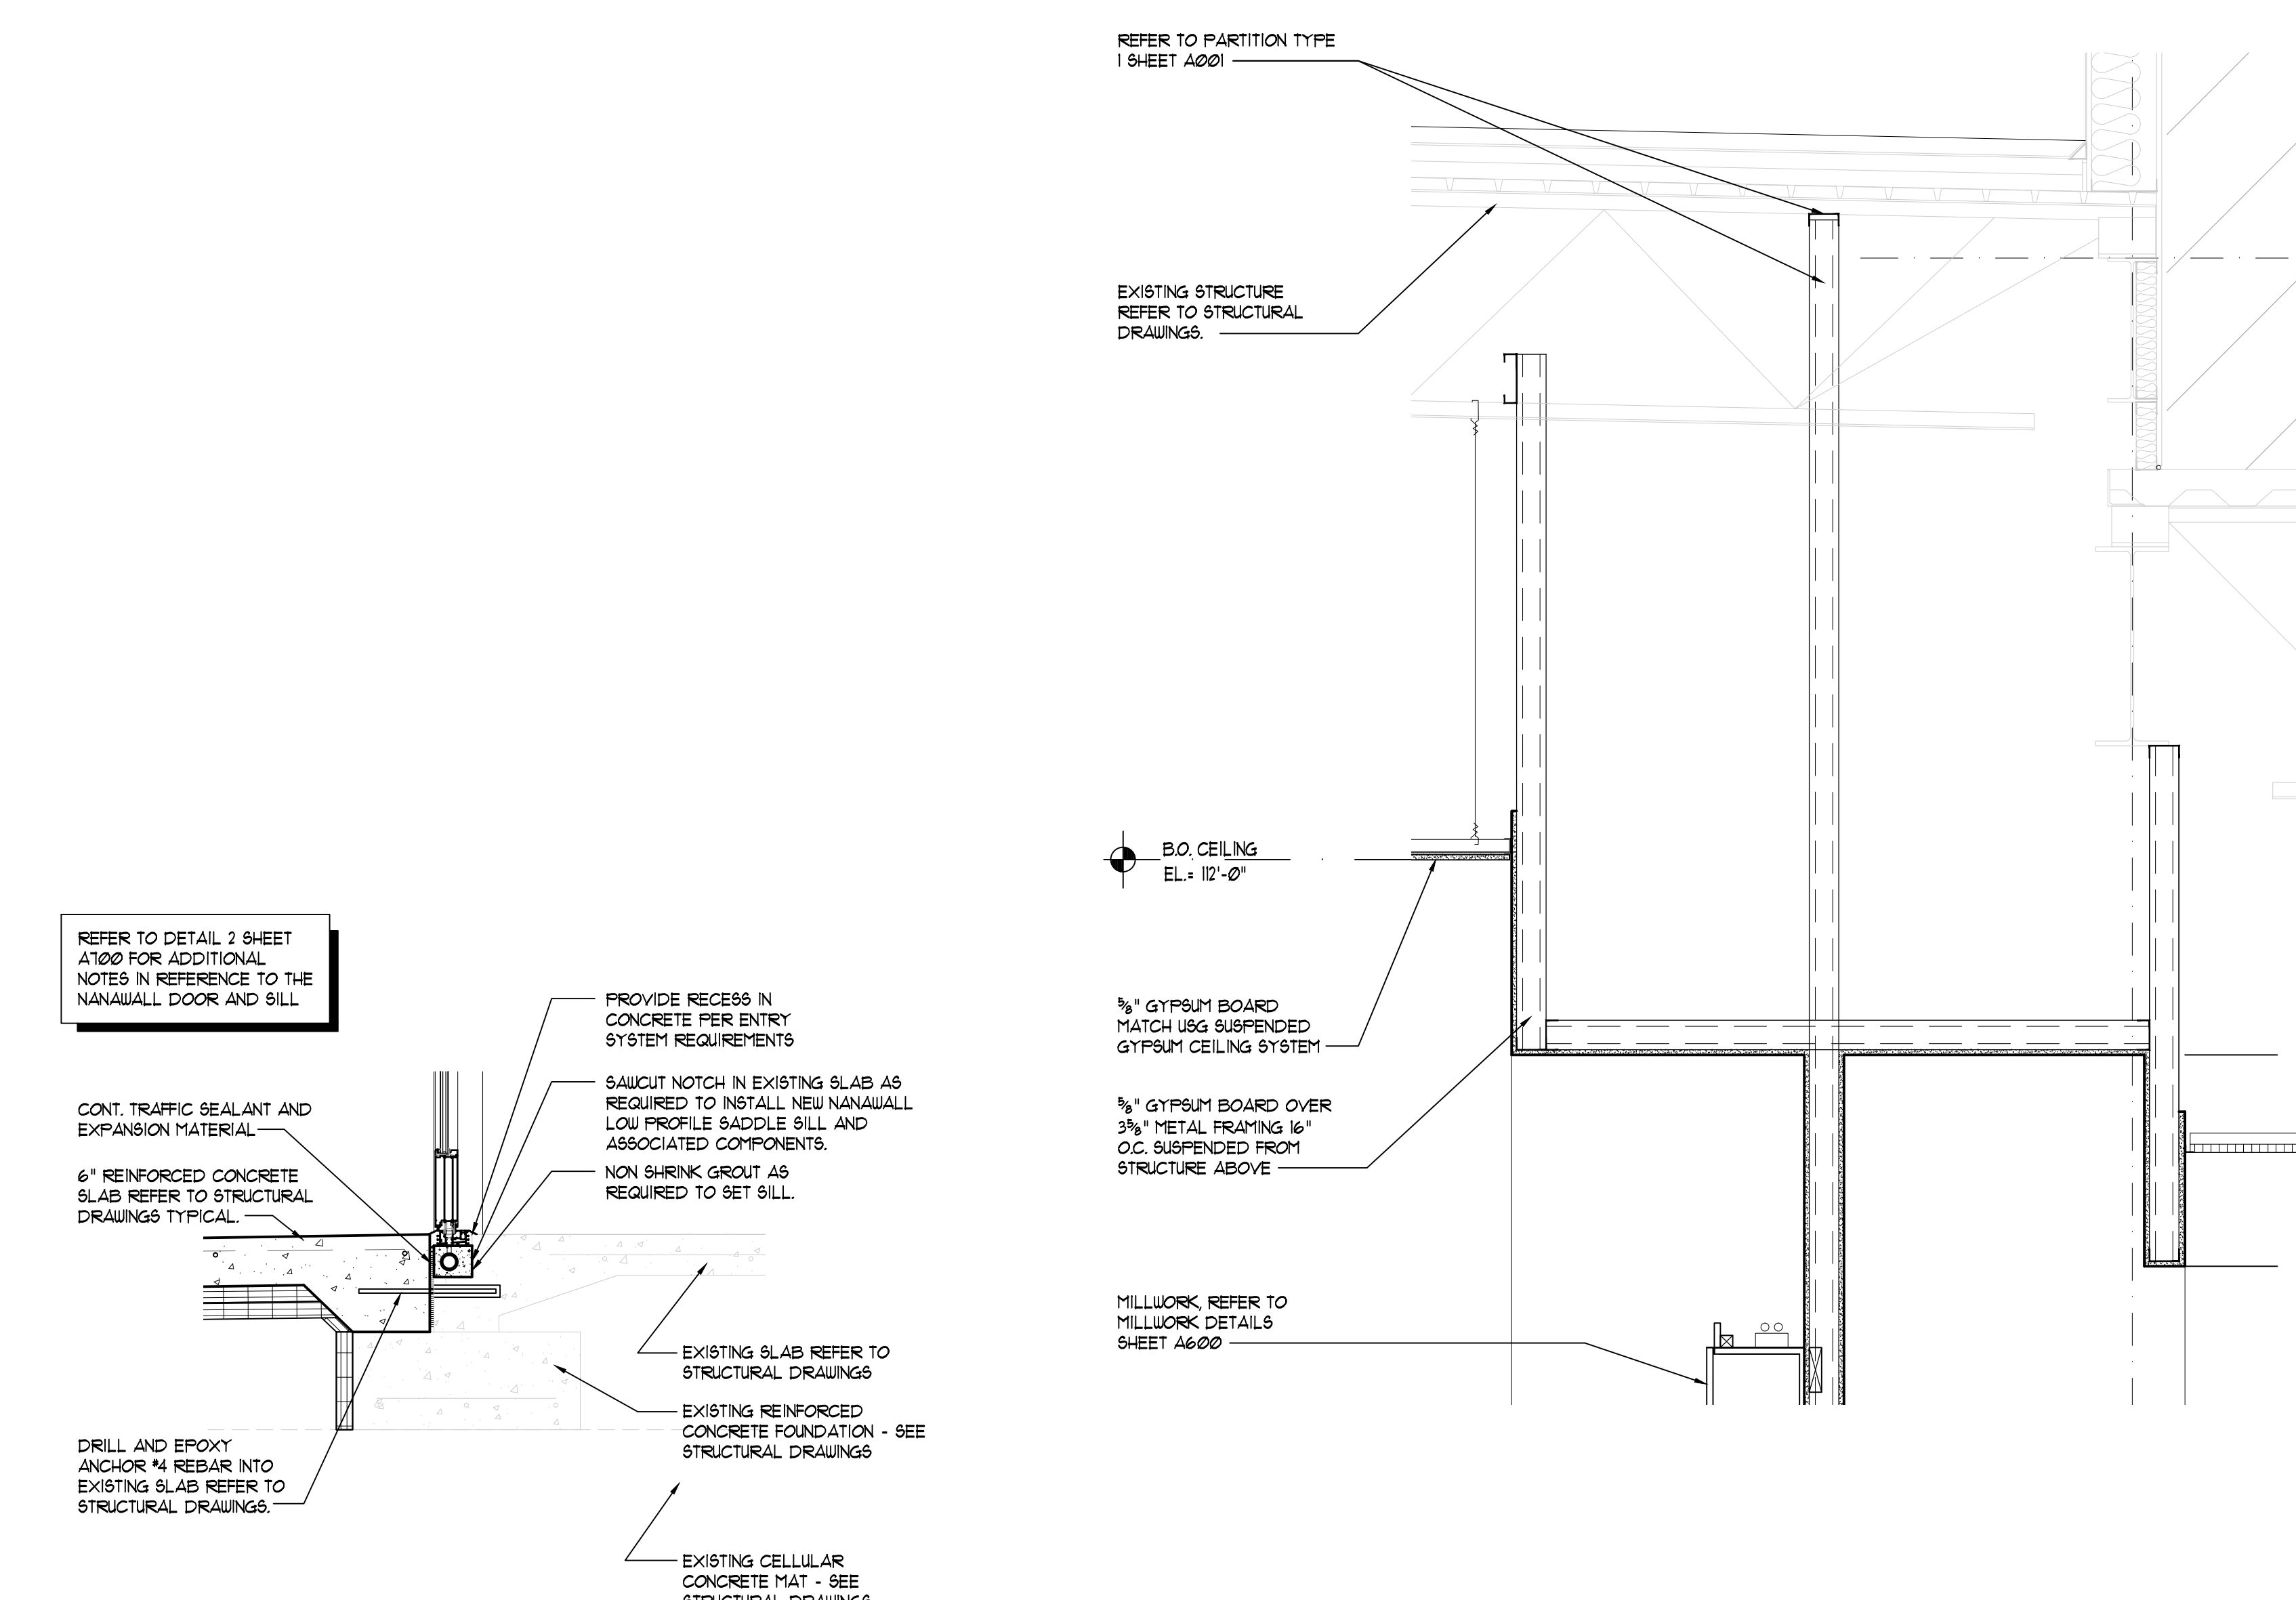 REFER TO PARTITION TYPE
1 SHEET A001
EXISTING STRUCTURE
REFER TO STRUCTURAL
DRAWINGS.
B.O. CEILING
EL.= 112'-0"
5/8" GYPSUM BOARD
MATCH USG SUSPENDED
GYPSUM CEILING SYSTEM
5/8" GYPSUM BOARD OVER
3 5/8" METAL FRAMING 16"
O.C. SUSPENDED FROM
STRUCTURE ABOVE
MILLWORK, REFER TO
MILLWORK DETAILS
SHEET A600
REFER TO DETAIL 2 SHEET
A700 FOR ADDITIONAL
NOTES IN REFERENCE TO THE
NANAWALL DOOR AND SILL
CONT. TRAFFIC SEALANT AND
EXPANSION MATERIAL
6" REINFORCED CONCRETE
SLAB REFER TO STRUCTURAL
DRAWINGS TYPICAL.
DRILL AND EPOXY
ANCHOR #4 REBAR INTO
EXISTING SLAB REFER TO
STRUCTURAL DRAWINGS.
PROVIDE RECESS IN
CONCRETE PER ENTRY
SYSTEM REQUIREMENTS
SAWCUT NOTCH IN EXISTING SLAB AS
REQUIRED TO INSTALL NEW NANAWALL
LOW PROFILE SADDLE SILL AND
ASSOCIATED COMPONENTS.
NON SHRINK GROUT AS
REQUIRED TO SET SILL.
EXISTING SLAB REFER TO
STRUCTURAL DRAWINGS
EXISTING REINFORCED
CONCRETE FOUNDATION - SEE
STRUCTURAL DRAWINGS
EXISTING CELLULAR
CONCRETE MAT - SEE
STRUCTURAL DRAWINGS